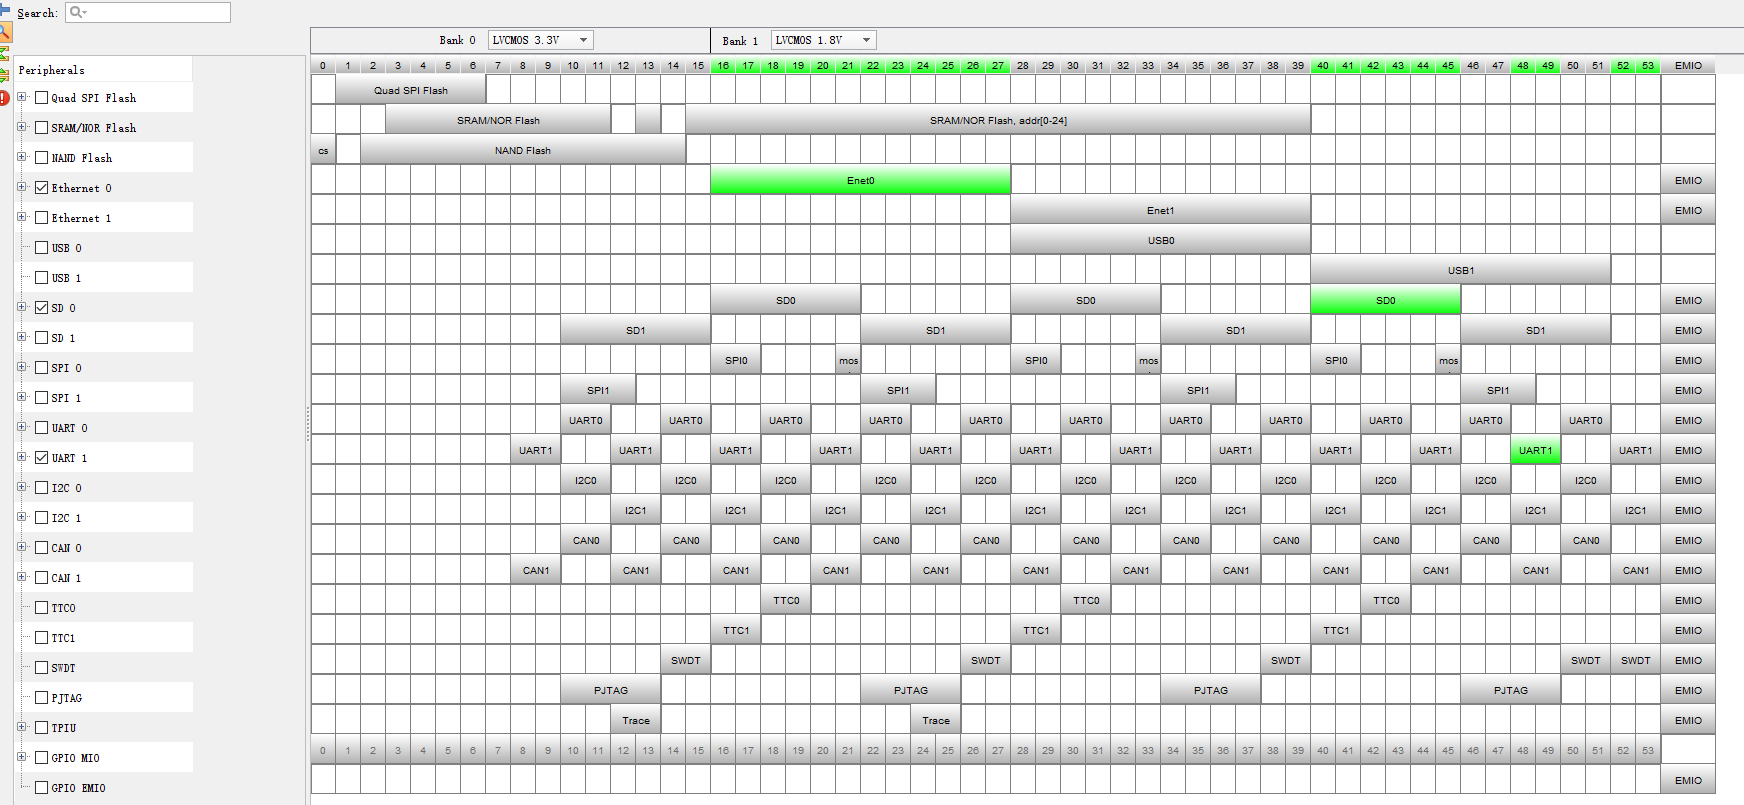 Search:
Bank 0 LVCMOS 3.3V Bank 1 LVCMOS 1.8V
Peripherals 0 1 2 3 4 5 6 7 8 9 10 11 12 13 14 15 16 17 18 19 20 21 22 23 24 25 26 27 28 29 30 31 32 33 34 35 36 37 38 39 40 41 42 43 44 45 46 47 48 49 50 51 52 53 EMIO
Quad SPI Flash Quad SPI Flash
SRAM/NOR Flash SRAM/NOR Flash SRAM/NOR Flash, addr[0-24]
NAND Flash cs NAND Flash
Ethernet 0 Enet0 EMIO
Ethernet 1 Enet1 EMIO
USB 0 USB0
USB 1 USB1
SD 0 SD0 SD0 SD0 EMIO
SD 1 SD1 SD1 SD1 SD1 EMIO
SPI 0 SPI0 mos SPI0 mos SPI0 mos EMIO
SPI 1 SPI1 SPI1 SPI1 SPI1 EMIO
UART 0 UART0 UART0 UART0 UART0 UART0 UART0 UART0 UART0 UART0 UART0 UART0 EMIO
UART 1 UART1 UART1 UART1 UART1 UART1 UART1 UART1 UART1 UART1 UART1 UART1 UART1 EMIO
I2C 0 I2C0 I2C0 I2C0 I2C0 I2C0 I2C0 I2C0 I2C0 I2C0 I2C0 I2C0 EMIO
I2C 1 I2C1 I2C1 I2C1 I2C1 I2C1 I2C1 I2C1 I2C1 I2C1 I2C1 I2C1 EMIO
CAN 0 CAN0 CAN0 CAN0 CAN0 CAN0 CAN0 CAN0 CAN0 CAN0 CAN0 CAN0 EMIO
CAN 1 CAN1 CAN1 CAN1 CAN1 CAN1 CAN1 CAN1 CAN1 CAN1 CAN1 CAN1 CAN1 EMIO
TTC0 TTC0 TTC0 TTC0 EMIO
TTC1 TTC1 TTC1 TTC1 EMIO
SWDT SWDT SWDT SWDT SWDT SWDT EMIO
PJTAG PJTAG PJTAG PJTAG PJTAG EMIO
TPIU Trace Trace EMIO
GPIO MIO 0 1 2 3 4 5 6 7 8 9 10 11 12 13 14 15 16 17 18 19 20 21 22 23 24 25 26 27 28 29 30 31 32 33 34 35 36 37 38 39 40 41 42 43 44 45 46 47 48 49 50 51 52 53
GPIO EMIO EMIO